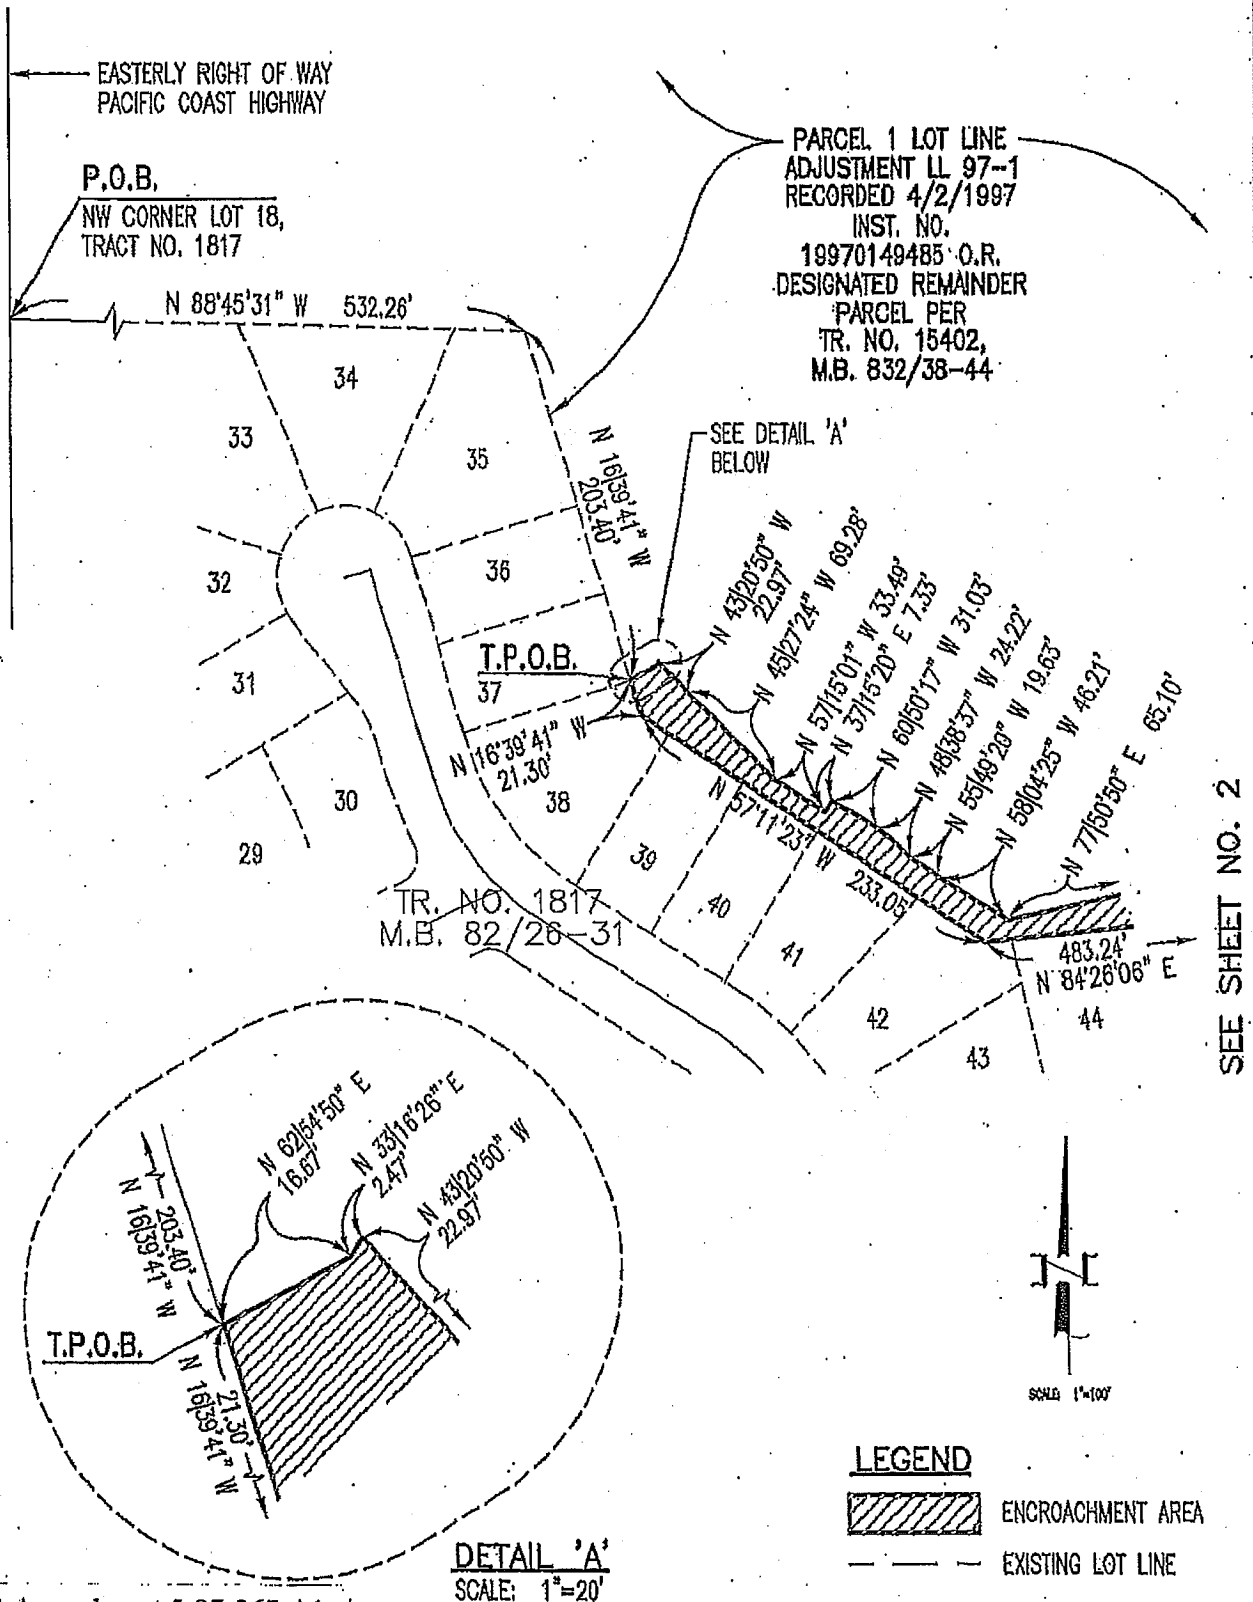 EASTERLY RIGHT OF WAY
PACIFIC COAST HIGHWAY
P.O.B.
NW CORNER LOT 18,
TRACT NO. 1817
PARCEL 1 LOT LINE
ADJUSTMENT LL 97-1
RECORDED 4/2/1997
INST. NO.
19970149485 O.R.
DESIGNATED REMAINDER
PARCEL PER
TR. NO. 15402,
M.B. 832/38-44
N 88°45'31" W 532.26'
34
33
35
SEE DETAIL 'A'
BELOW
N 16|39'41" W
203.40'
36
32
31
T.P.O.B.
37
N 16°39'41" W
21.30'
N 43|20'50" W
22.97'
N 45|27'24" W 69.28'
N 57|15'01" W 33.49'
N 37|15'20" E 7.33'
N 60|50'17" W 31.03'
N 48|38'37" W 24.22'
N 55|49'20" W 19.63'
N 58|04'25" W 46.21'
N 77|50'50" E 65.10'
30
38
29
39
N 57°11'23" W
233.05'
40
41
42
43
44
483.24'
N 84°26'06" E
TR. NO. 1817
M.B. 82/26-31
SEE SHEET NO. 2
N 62|54'50" E
16.67'
N 33|16'26" E
2.47'
N 43|20'50" W
22.97'
203.40'
N 16|39'41" W
T.P.O.B.
21.30'
N 16|39'41" W
SCALE 1"=100'
DETAIL 'A'
SCALE: 1"=20'
LEGEND
ENCROACHMENT AREA
EXISTING LOT LINE